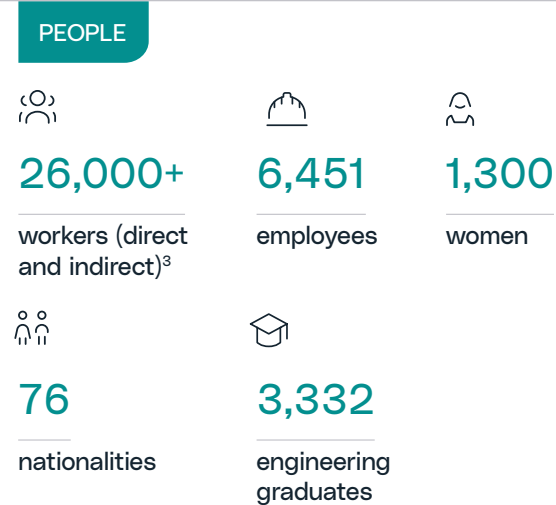 PEOPLE
26,000+
6,451
1,300
workers (direct
and indirect)³
employees
women
76
3,332
nationalities
engineering
graduates